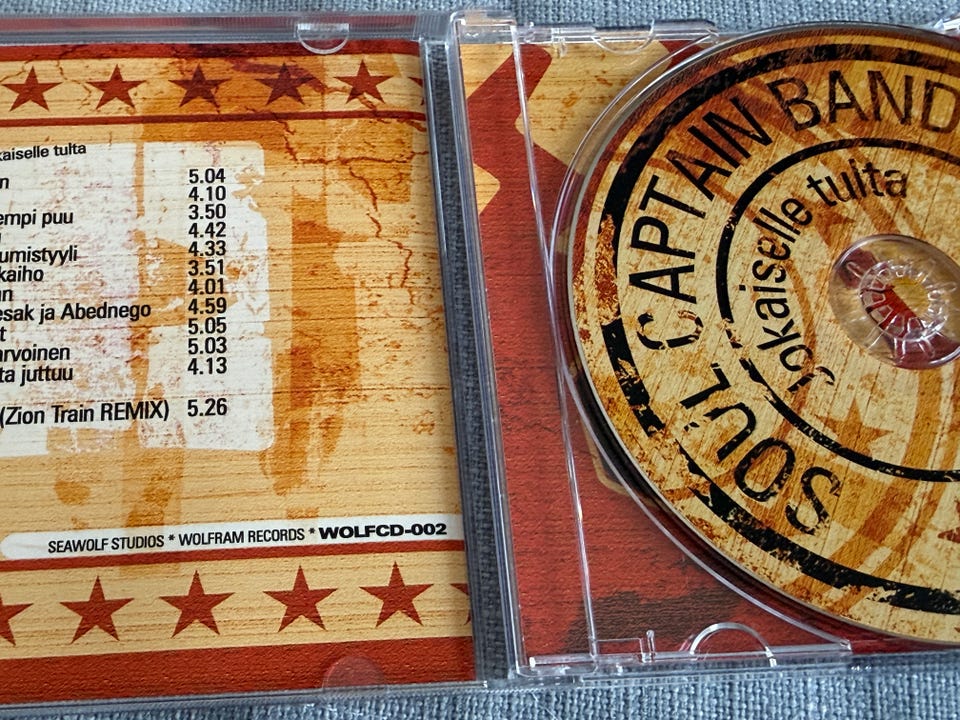 kaiselle tulta
n 5.04
4.10
empi puu 3.50
4.42
umistyyli 4.33
kaiho 3.51
an 4.01
esak ja Abednego 4.59
t 5.05
arvoinen 5.03
ta juttuu 4.13
(Zion Train REMIX) 5.26
SEAWOLF STUDIOS * WOLFRAM RECORDS * WOLFCD-002
SOUL CAPTAIN BAND
Jokaiselle tulta